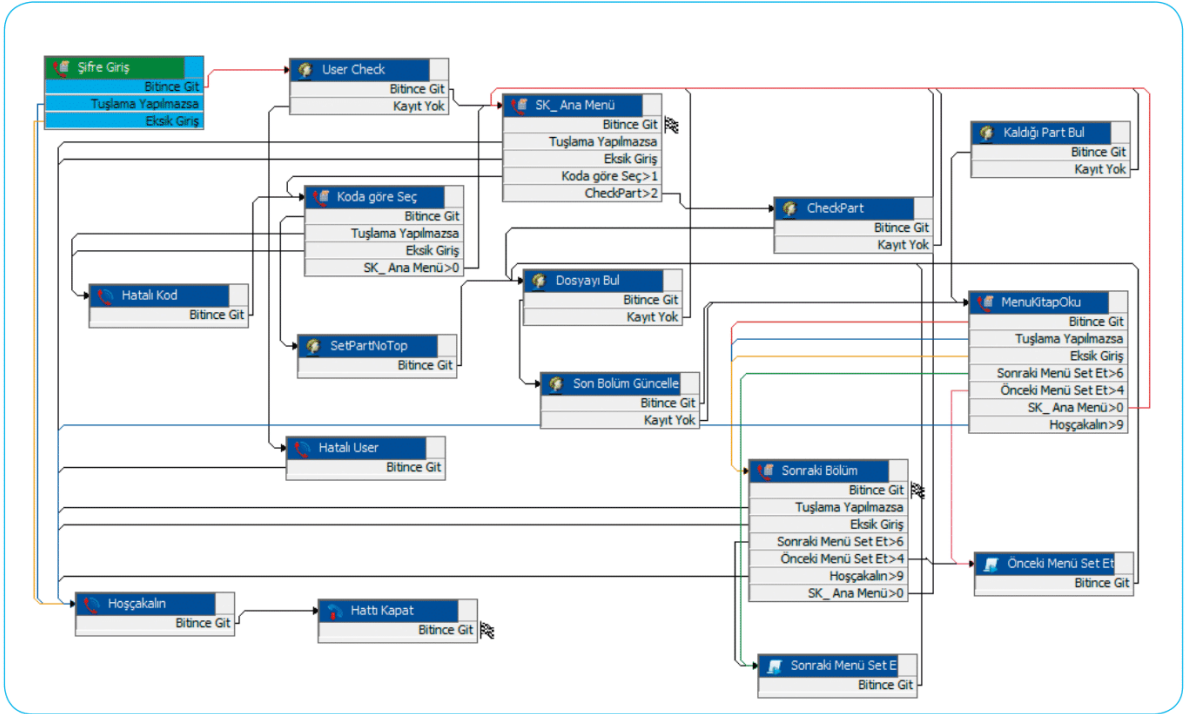 Şifre Giriş
Bitince Git
Tuşlama Yapılmazsa
Eksik Giriş
User Check
Bitince Git
Kayıt Yok
SK_ Ana Menü
Bitince Git
Tuşlama Yapılmazsa
Eksik Giriş
Koda göre Seç>1
CheckPart>2
Kaldığı Part Bul
Bitince Git
Kayıt Yok
Koda göre Seç
Bitince Git
Tuşlama Yapılmazsa
Eksik Giriş
SK_ Ana Menü>0
CheckPart
Bitince Git
Kayıt Yok
Hatalı Kod
Bitince Git
Dosyayı Bul
Bitince Git
Kayıt Yok
MenuKitapOku
Bitince Git
Tuşlama Yapılmazsa
Eksik Giriş
Sonraki Menü Set Et>6
Önceki Menü Set Et>4
SK_ Ana Menü>0
Hoşçakalın>9
SetPartNoTop
Bitince Git
Son Bölüm Güncelle
Bitince Git
Kayıt Yok
Hatalı User
Bitince Git
Sonraki Bölüm
Bitince Git
Tuşlama Yapılmazsa
Eksik Giriş
Sonraki Menü Set Et>6
Önceki Menü Set Et>4
Hoşçakalın>9
SK_ Ana Menü>0
Önceki Menü Set Et
Bitince Git
Hoşçakalın
Bitince Git
Hattı Kapat
Bitince Git
Sonraki Menü Set E
Bitince Git